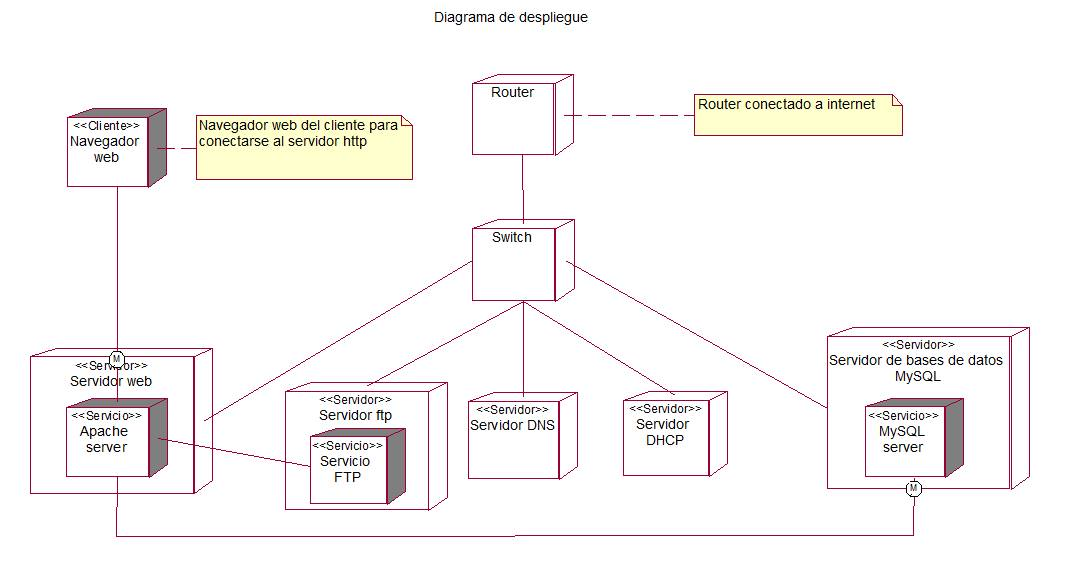 Diagrama de despliegue
Router
Router conectado a internet
<<Cliente>>
Navegador
web
Navegador web del cliente para
conectarse al servidor http
Switch
M
<<Servidor>>
Servidor web
<<Servicio>>
Apache
server
<<Servidor>>
Servidor ftp
<<Servicio>>
Servicio
FTP
<<Servidor>>
Servidor DNS
<<Servidor>>
Servidor
DHCP
<<Servidor>>
Servidor de bases de datos
MySQL
<<Servicio>>
MySQL
server
M